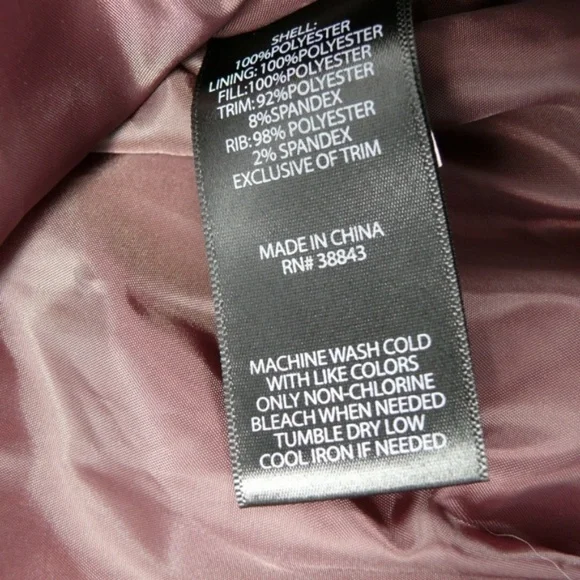 SHELL:
100%POLYESTER
LINING: 100%POLYESTER
FILL:100%POLYESTER
TRIM: 92%POLYESTER
8%SPANDEX
RIB: 98% POLYESTER
2% SPANDEX
EXCLUSIVE OF TRIM
MADE IN CHINA
RN# 38843
MACHINE WASH COLD
WITH LIKE COLORS
ONLY NON-CHLORINE
BLEACH WHEN NEEDED
TUMBLE DRY LOW
COOL IRON IF NEEDED